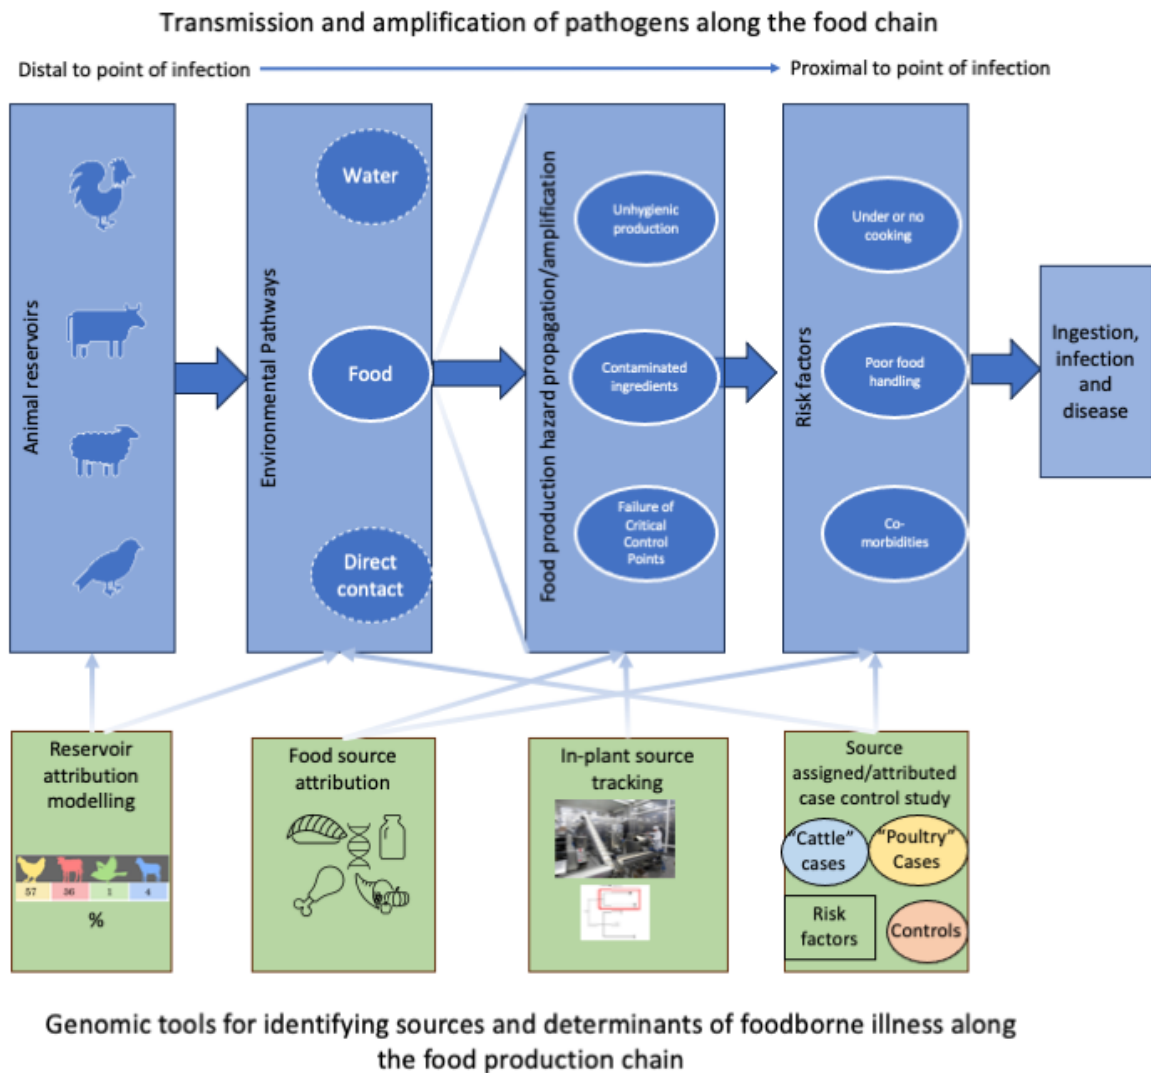 Transmission and amplification of pathogens along the food chain
Distal to point of infection
Proximal to point of infection
Animal reservoirs
Environmental Pathways
Water
Food
Direct
contact
Food production hazard propagation/amplification
Unhygienic
production
Contaminated
ingredients
Failure of
Critical
Control
Points
Risk factors
Under or no
cooking
Poor food
handling
Co-
morbidities
Ingestion,
infection
and
disease
Reservoir
attribution
modelling
57 36 1 4
%
Food source
attribution
In-plant source
tracking
Source
assigned/attributed
case control study
"Cattle"
cases
"Poultry"
Cases
Risk
factors
Controls
Genomic tools for identifying sources and determinants of foodborne illness along
the food production chain